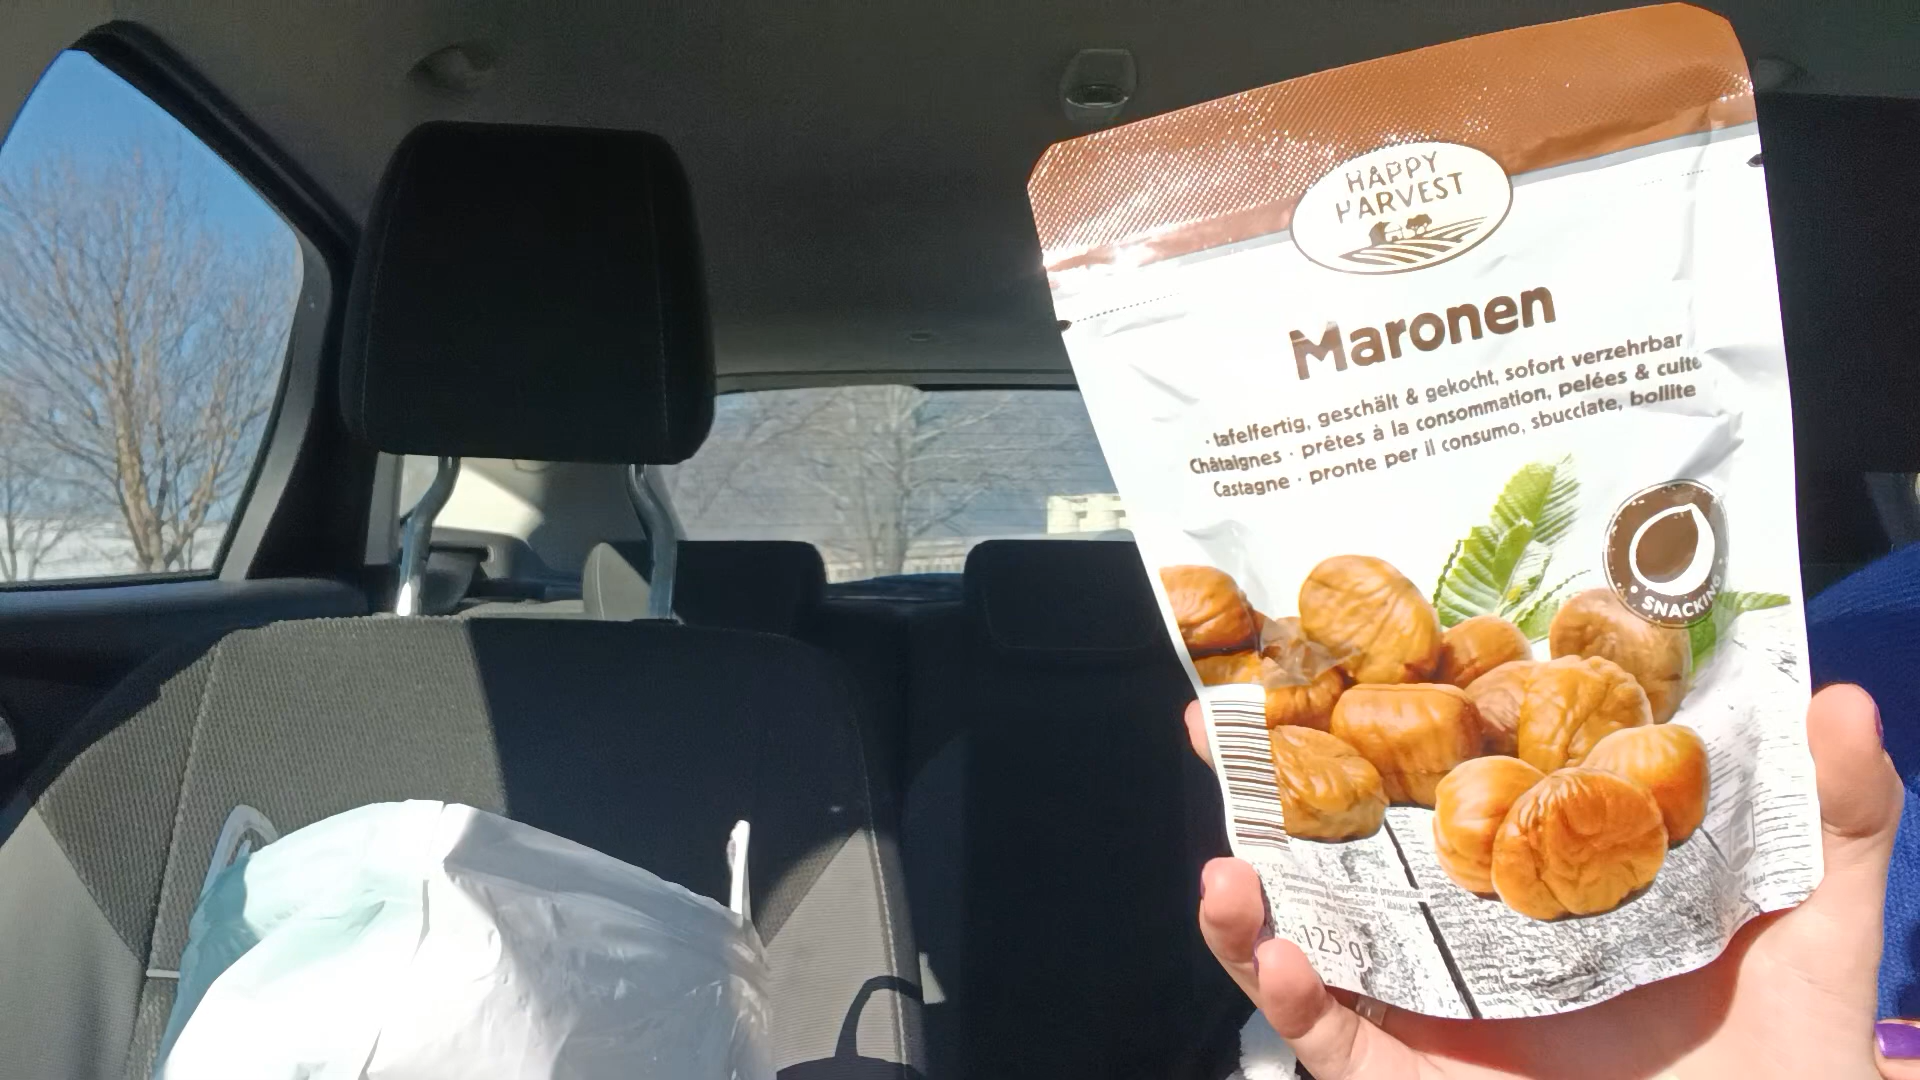 HAPPY
HARVEST
Maronen
· tafelfertig, geschält & gekocht, sofort verzehrbar
Châtaignes · prêtes à la consommation, pelées & cuite
Castagne · pronte per il consumo, sbucciate, bollite
· SNACKING ·
125 g